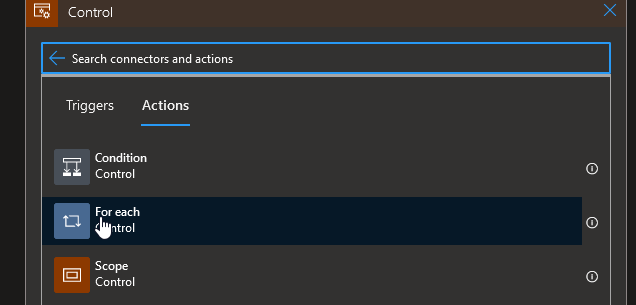 Control
Search connectors and actions
Triggers Actions
Condition
Control
For each
Control
Scope
Control